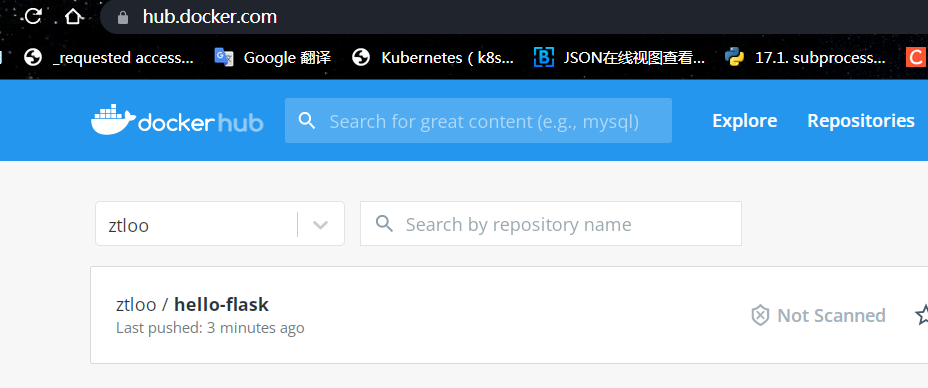 hub.docker.com
_requested access... Google 翻译 Kubernetes ( k8s... JSON在线视图查看... 17.1. subprocess...
docker hub Search for great content (e.g., mysql) Explore Repositories
ztloo Search by repository name
ztloo / hello-flask
Not Scanned
Last pushed: 3 minutes ago